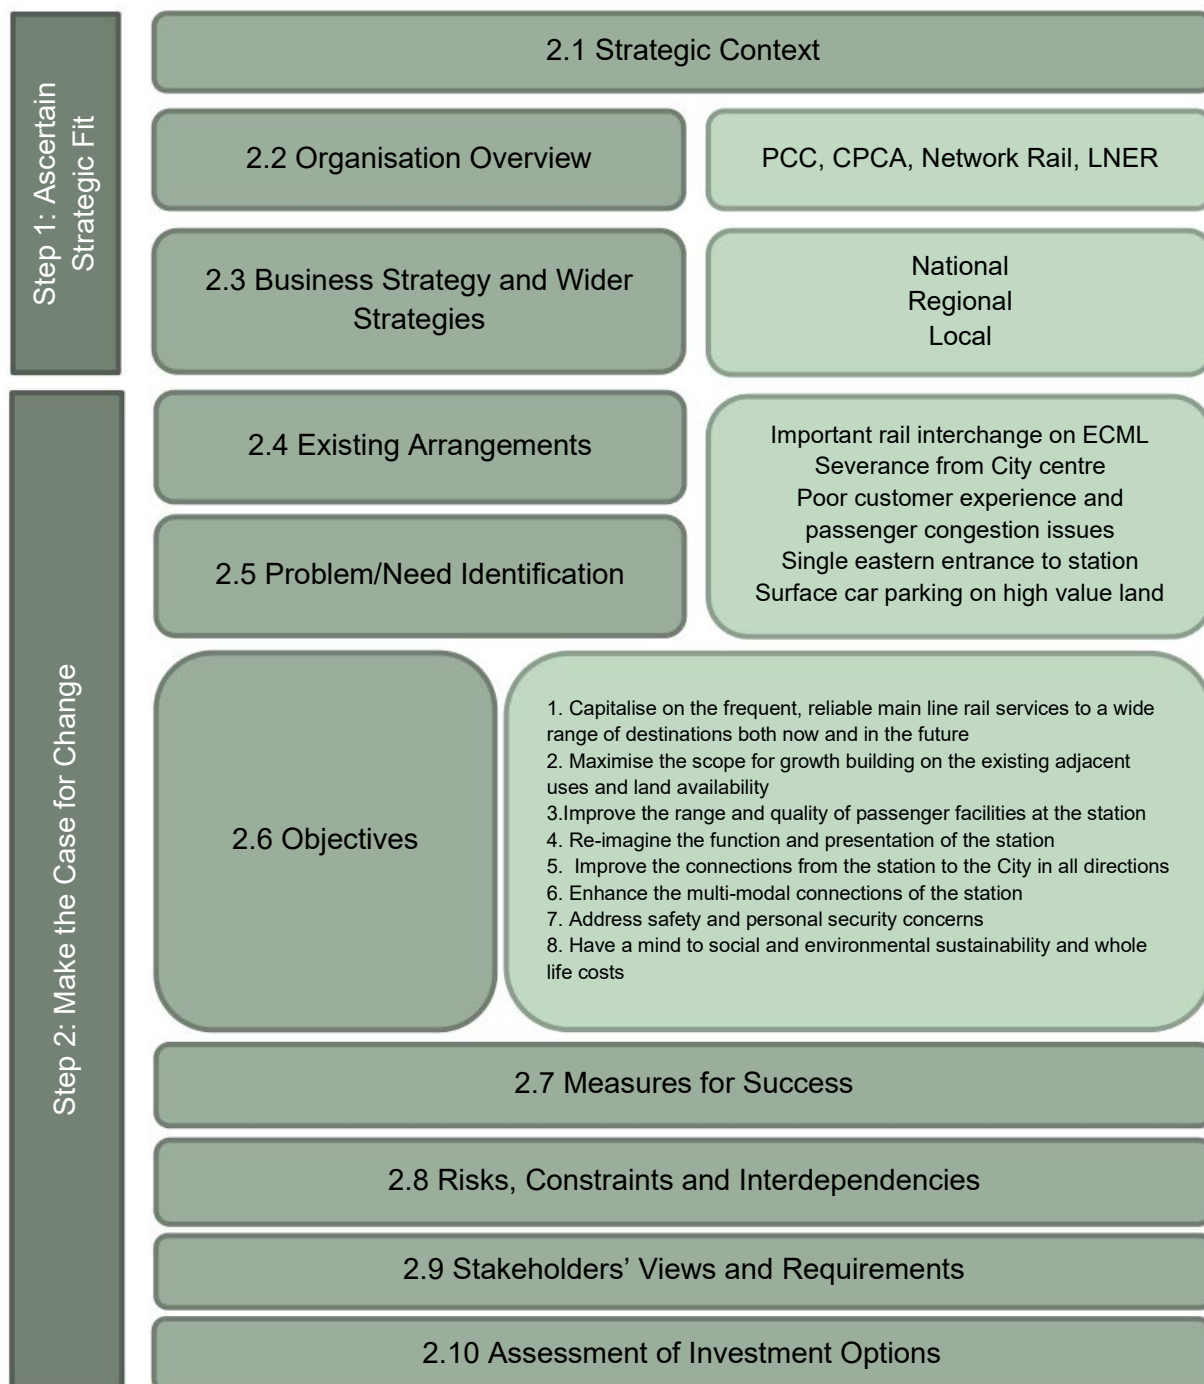 Step 1: Ascertain
Strategic Fit
2.1 Strategic Context
2.2 Organisation Overview
PCC, CPCA, Network Rail, LNER
2.3 Business Strategy and Wider
Strategies
National
Regional
Local
Step 2: Make the Case for Change
2.4 Existing Arrangements
2.5 Problem/Need Identification
Important rail interchange on ECML
Severance from City centre
Poor customer experience and
passenger congestion issues
Single eastern entrance to station
Surface car parking on high value land
2.6 Objectives
1. Capitalise on the frequent, reliable main line rail services to a wide
range of destinations both now and in the future
2. Maximise the scope for growth building on the existing adjacent
uses and land availability
3.Improve the range and quality of passenger facilities at the station
4. Re-imagine the function and presentation of the station
5.  Improve the connections from the station to the City in all directions
6. Enhance the multi-modal connections of the station
7. Address safety and personal security concerns
8. Have a mind to social and environmental sustainability and whole
life costs
2.7 Measures for Success
2.8 Risks, Constraints and Interdependencies
2.9 Stakeholders’ Views and Requirements
2.10 Assessment of Investment Options